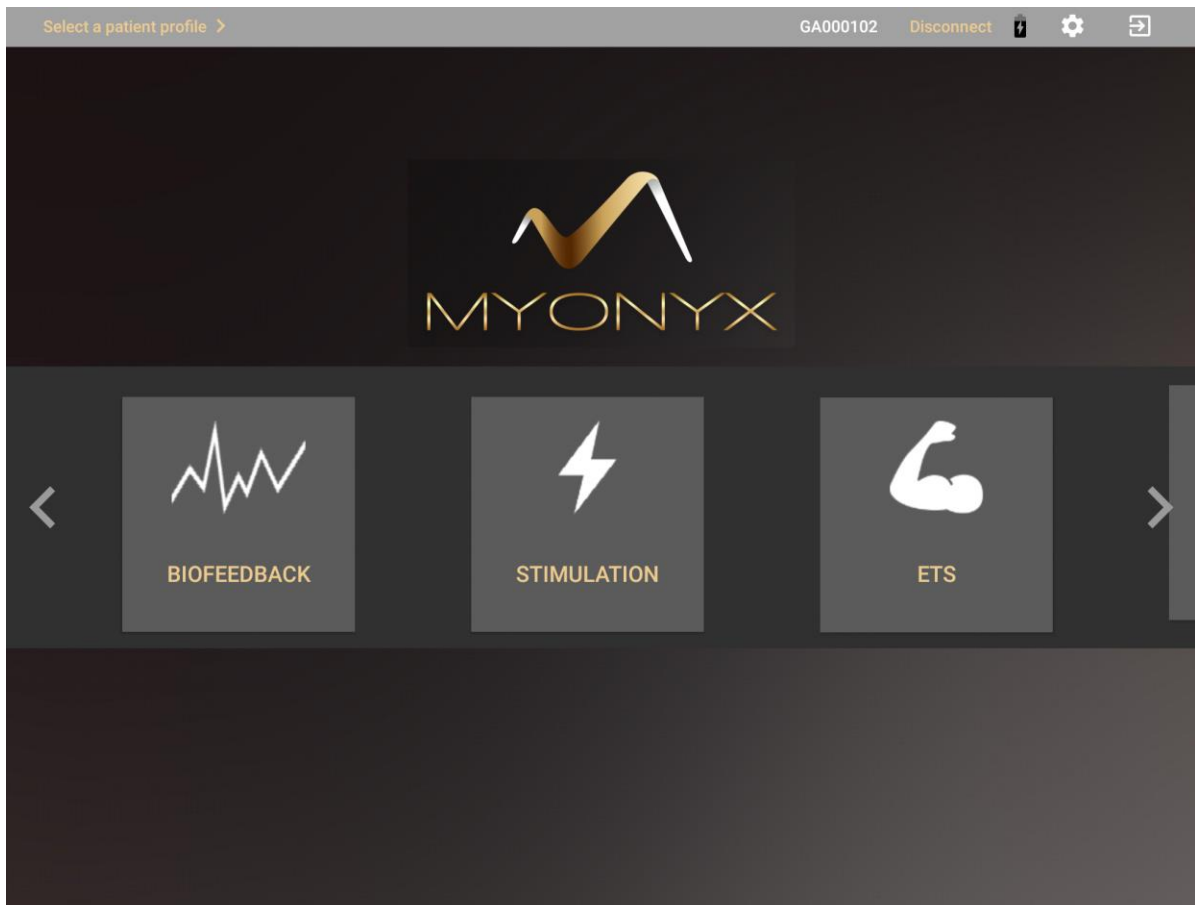 Select a patient profile
GA000102 Disconnect
MYONYX
BIOFEEDBACK
STIMULATION
ETS